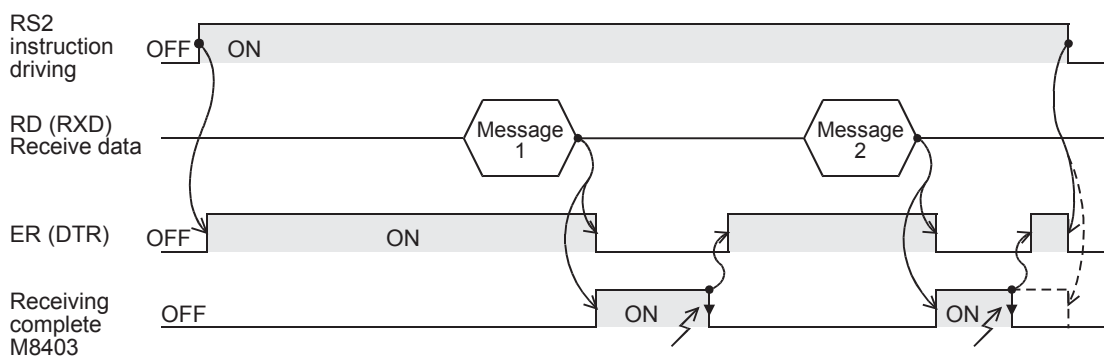 RS2
instruction
driving
OFF
ON
RD (RXD)
Receive data
Message
1
Message
2
ER (DTR)
OFF
ON
Receiving
complete
M8403
OFF
ON
ON